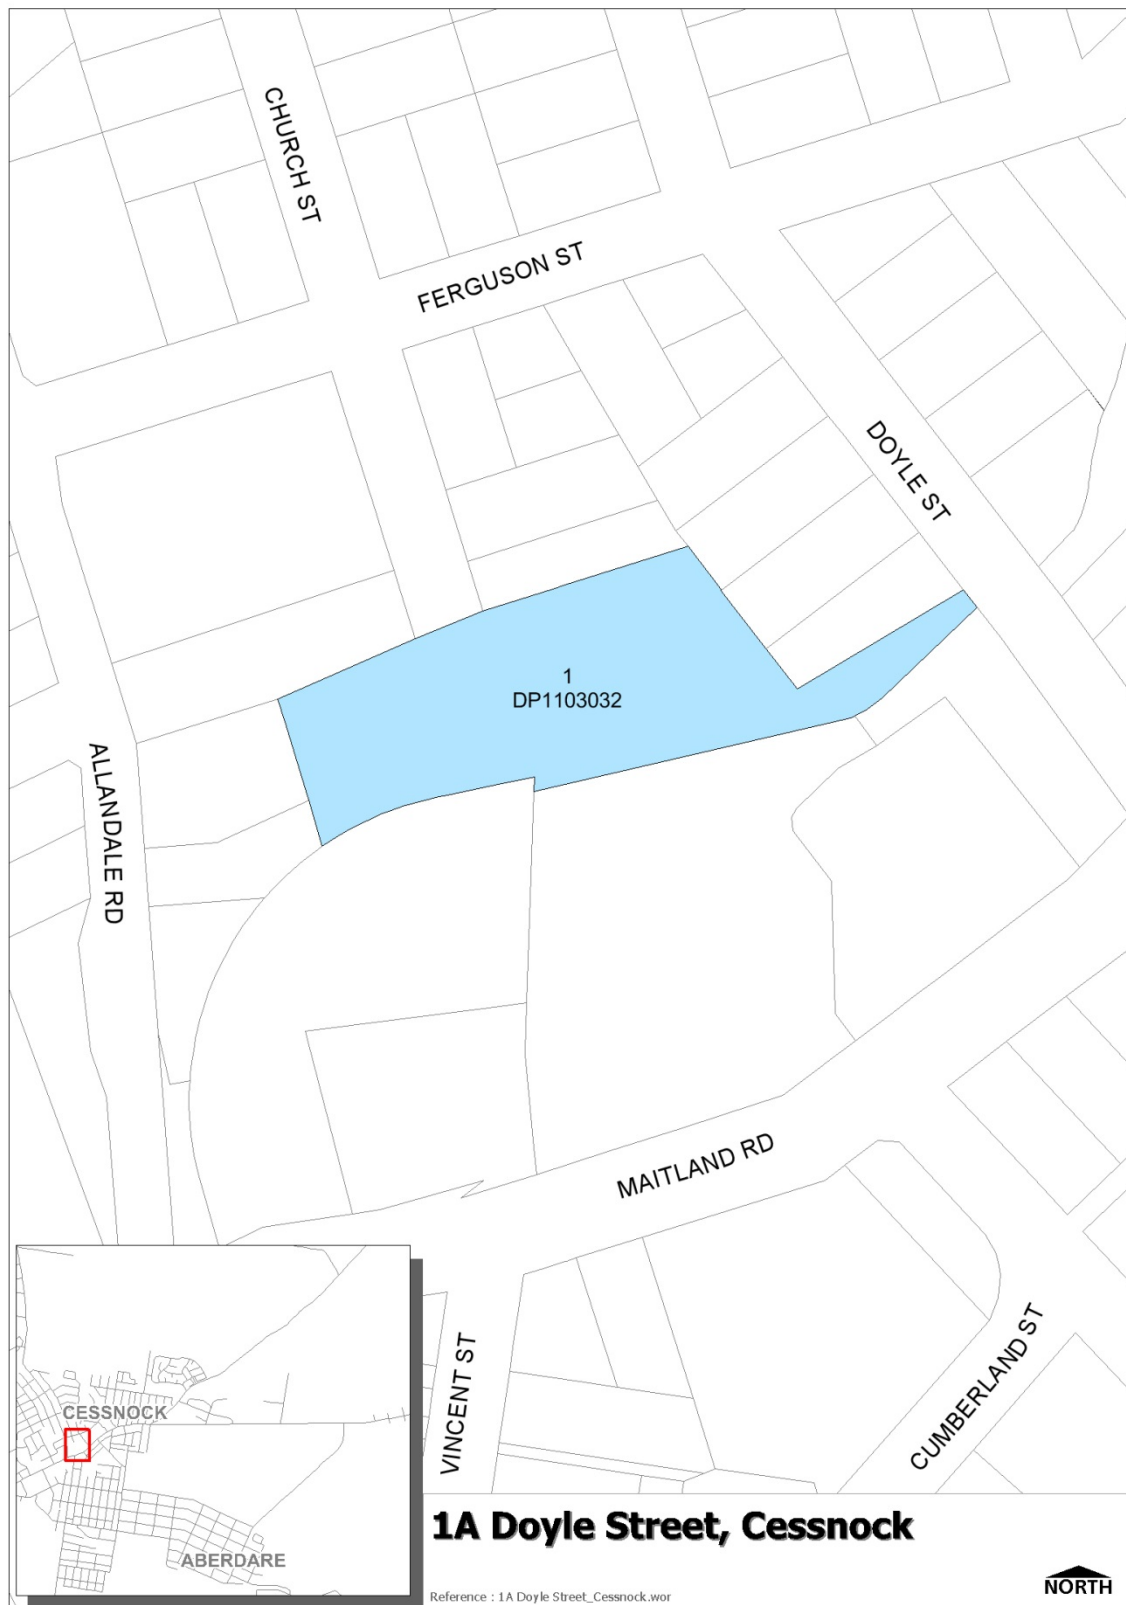 CHURCH ST
FERGUSON ST
DOYLE ST
1
DP1103032
ALLANDALE RD
MAITLAND RD
VINCENT ST
CUMBERLAND ST
CESSNOCK
ABERDARE
1A Doyle Street, Cessnock
Reference : 1A Doyle Street_Cessnock.wor
NORTH